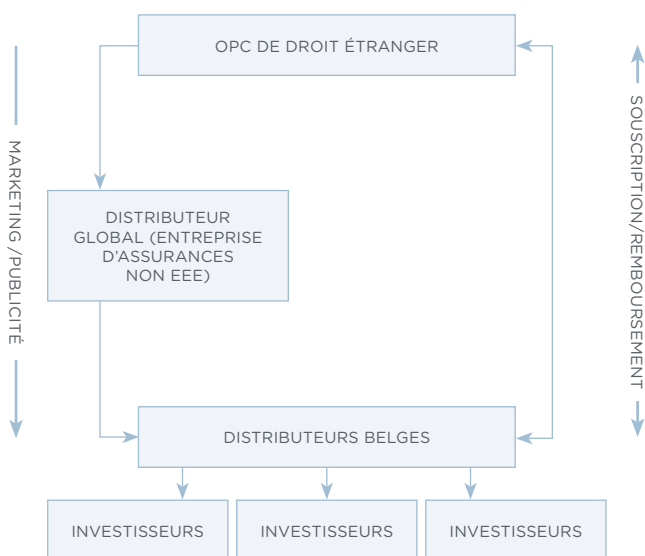 OPC DE DROIT ÉTRANGER
MARKETING /PUBLICITÉ
SOUSCRIPTION/REMBOURSEMENT
DISTRIBUTEUR
GLOBAL (ENTREPRISE
D'ASSURANCES
NON EEE)
DISTRIBUTEURS BELGES
INVESTISSEURS
INVESTISSEURS
INVESTISSEURS